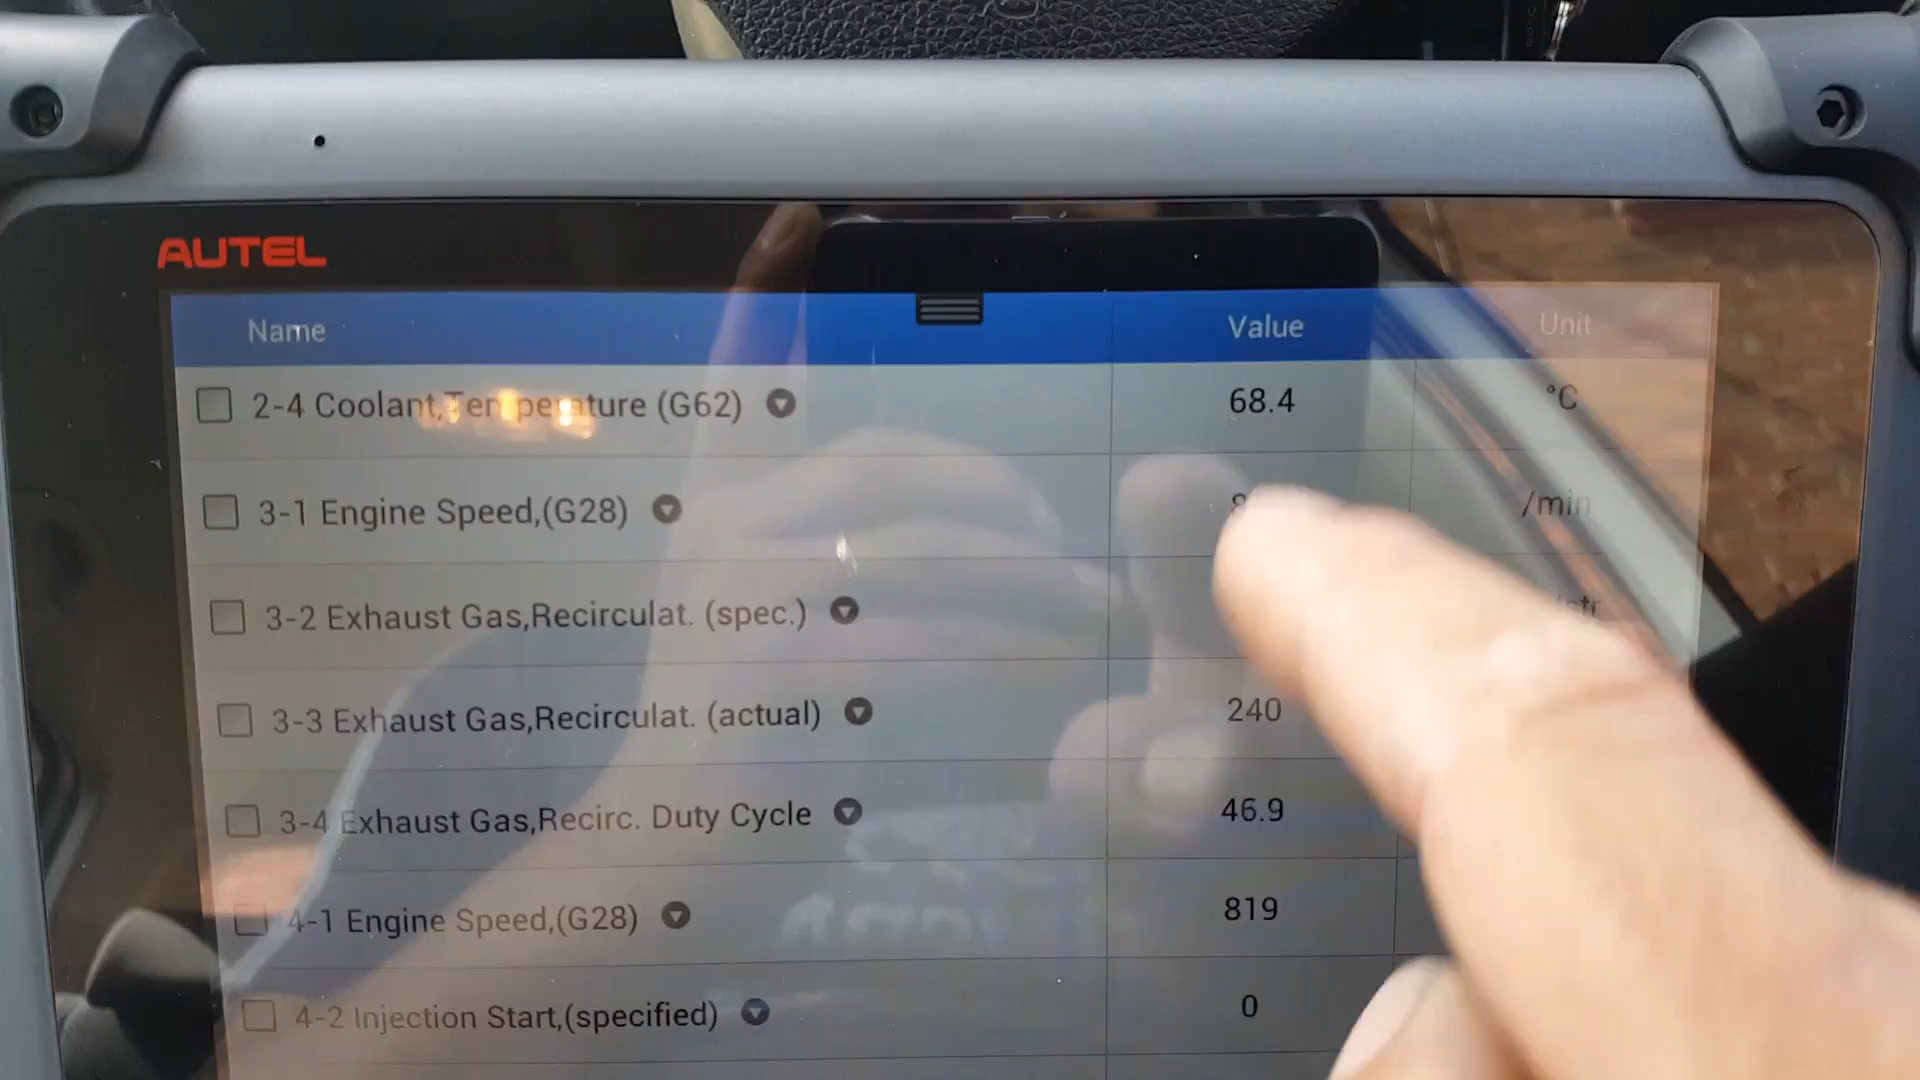 AUTEL
Name Value Unit
2-4 Coolant,Temperature (G62) 68.4 °C
3-1 Engine Speed,(G28) /min
3-2 Exhaust Gas,Recirculat. (spec.)
3-3 Exhaust Gas,Recirculat. (actual) 240
3-4 Exhaust Gas,Recirc. Duty Cycle 46.9
4-1 Engine Speed,(G28) 819
4-2 Injection Start,(specified) 0